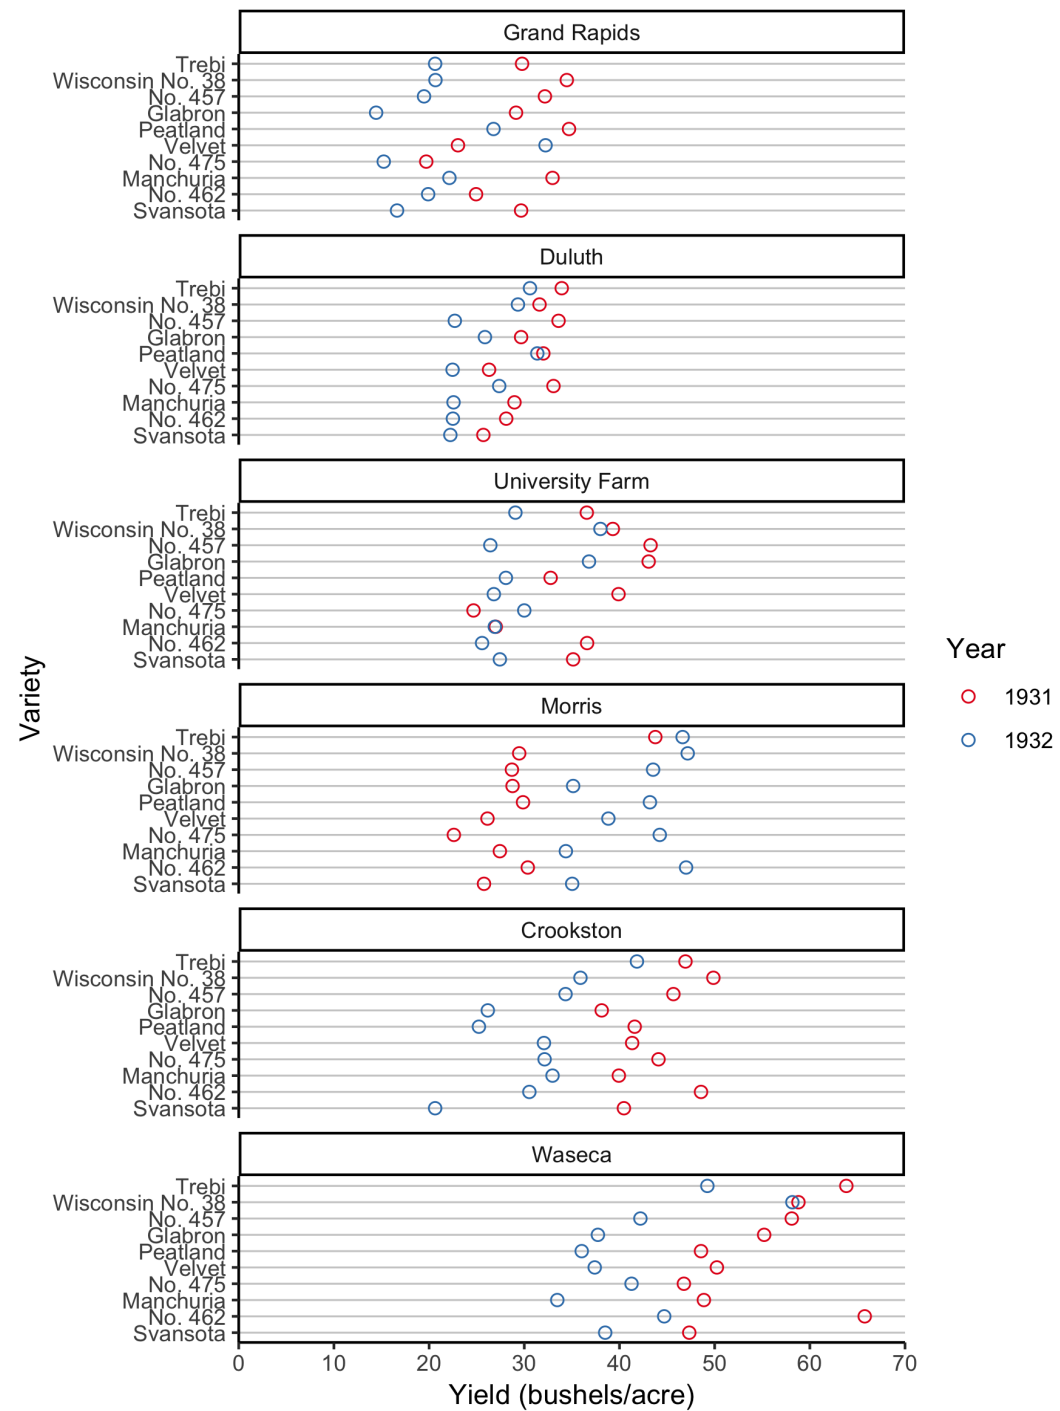 Grand Rapids
Trebi
Wisconsin No. 38
No. 457
Glabron
Peatland
Velvet
No. 475
Manchuria
No. 462
Svansota
Duluth
Trebi
Wisconsin No. 38
No. 457
Glabron
Peatland
Velvet
No. 475
Manchuria
No. 462
Svansota
University Farm
Trebi
Wisconsin No. 38
No. 457
Glabron
Peatland
Velvet
No. 475
Manchuria
No. 462
Svansota
Morris
Trebi
Wisconsin No. 38
No. 457
Glabron
Peatland
Velvet
No. 475
Manchuria
No. 462
Svansota
Crookston
Trebi
Wisconsin No. 38
No. 457
Glabron
Peatland
Velvet
No. 475
Manchuria
No. 462
Svansota
Waseca
Trebi
Wisconsin No. 38
No. 457
Glabron
Peatland
Velvet
No. 475
Manchuria
No. 462
Svansota
0 10 20 30 40 50 60 70
Yield (bushels/acre)
Variety
Year
1931
1932